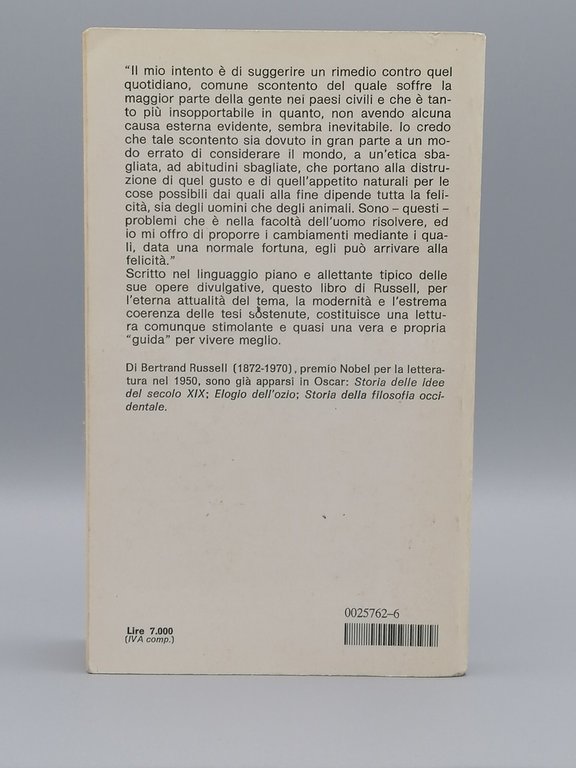 "Il mio intento è di suggerire un rimedio contro quel
quotidiano, comune scontento del quale soffre la
maggior parte della gente nei paesi civili e che è tan-
to più insopportabile in quanto, non avendo alcuna
causa esterna evidente, sembra inevitabile. Io credo
che tale scontento sia dovuto in gran parte a un mo-
do errato di considerare il mondo, a un'etica sba-
gliata, ad abitudini sbagliate, che portano alla distru-
zione di quel gusto e di quell'appetito naturali per le
cose possibili dai quali alla fine dipende tutta la feli-
cità, sia degli uomini che degli animali. Sono – questi –
problemi che è nella facoltà dell'uomo risolvere, ed
io mi offro di proporre i cambiamenti mediante i qua-
li, data una normale fortuna, egli può arrivare alla
felicità."
Scritto nel linguaggio piano e allettante tipico delle
sue opere divulgative, questo libro di Russell, per
l'eterna attualità del tema, la modernità e l'estrema
coerenza delle tesi sostenute, costituisce una lettu-
ra comunque stimolante e quasi una vera e propria
"guida" per vivere meglio.
Di Bertrand Russell (1872-1970), premio Nobel per la lettera-
tura nel 1950, sono già apparsi in Oscar: Storia delle idee
del secolo XIX; Elogio dell'ozio; Storia della filosofia occi-
dentale.
0025762-6
Lire 7.000
(IVA comp.)